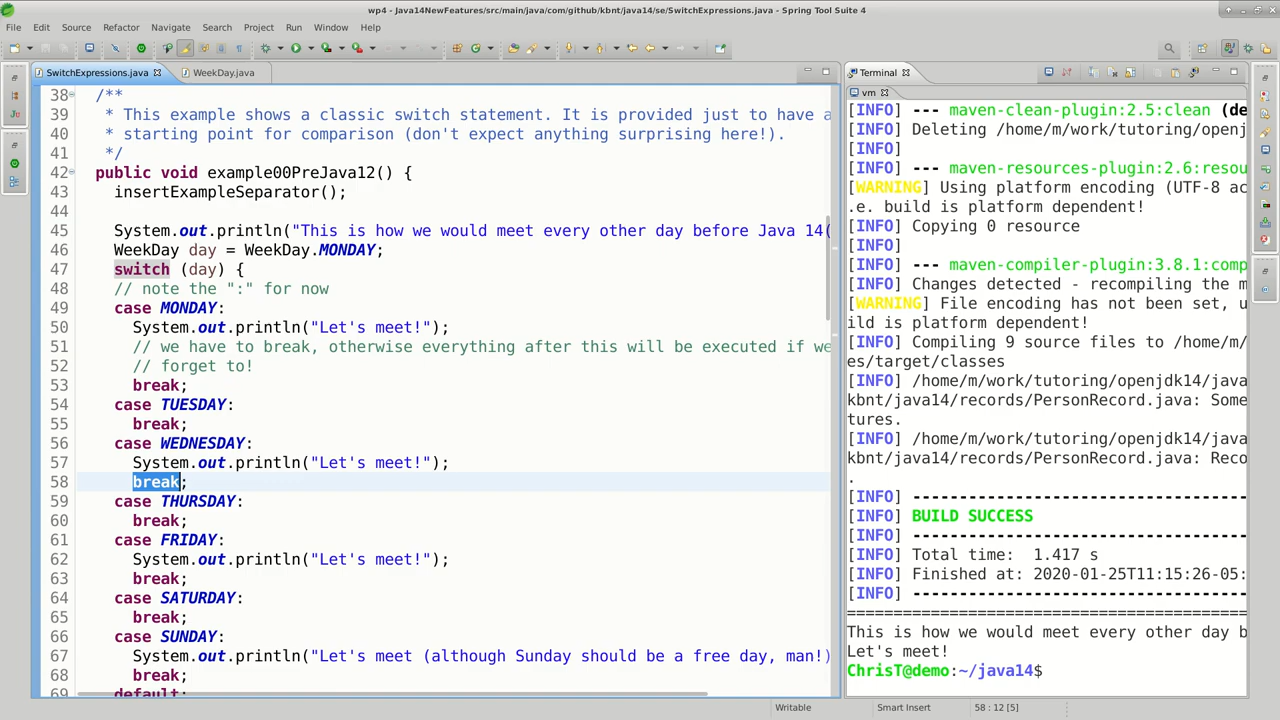 wp4 - Java14NewFeatures/src/main/java/com/github/kbnt/java14/se/SwitchExpressions.java - Spring Tool Suite 4
File Edit Source Refactor Navigate Search Project Run Window Help
SwitchExpressions.java WeekDay.java
38 /**
39 * This example shows a classic switch statement. It is provided just to have a
40 * starting point for comparison (don't expect anything surprising here!).
41 */
42 public void example00PreJava12() {
43 insertExampleSeparator();
44
45 System.out.println("This is how we would meet every other day before Java 14(
46 WeekDay day = WeekDay.MONDAY;
47 switch (day) {
48 // note the ":" for now
49 case MONDAY:
50 System.out.println("Let's meet!");
51 // we have to break, otherwise everything after this will be executed if we
52 // forget to!
53 break;
54 case TUESDAY:
55 break;
56 case WEDNESDAY:
57 System.out.println("Let's meet!");
58 break;
59 case THURSDAY:
60 break;
61 case FRIDAY:
62 System.out.println("Let's meet!");
63 break;
64 case SATURDAY:
65 break;
66 case SUNDAY:
67 System.out.println("Let's meet (although Sunday should be a free day, man!)
68 break;
69 default:
Terminal
vm
[INFO] --- maven-clean-plugin:2.5:clean (de
[INFO] Deleting /home/m/work/tutoring/openj
[INFO]
[INFO] --- maven-resources-plugin:2.6:resou
[WARNING] Using platform encoding (UTF-8 ac
.e. build is platform dependent!
[INFO] Copying 0 resource
[INFO]
[INFO] --- maven-compiler-plugin:3.8.1:comp
[INFO] Changes detected - recompiling the m
[WARNING] File encoding has not been set, u
ild is platform dependent!
[INFO] Compiling 9 source files to /home/m/
es/target/classes
[INFO] /home/m/work/tutoring/openjdk14/java
kbnt/java14/records/PersonRecord.java: Some
tures.
[INFO] /home/m/work/tutoring/openjdk14/java
kbnt/java14/records/PersonRecord.java: Reco
.
[INFO] ------------------------------------
[INFO] BUILD SUCCESS
[INFO] ------------------------------------
[INFO] Total time:  1.417 s
[INFO] Finished at: 2020-01-25T11:15:26-05:
[INFO] ------------------------------------
===========================================
This is how we would meet every other day b
Let's meet!
ChrisT@demo:~/java14$
Writable Smart Insert 58 : 12 [5]